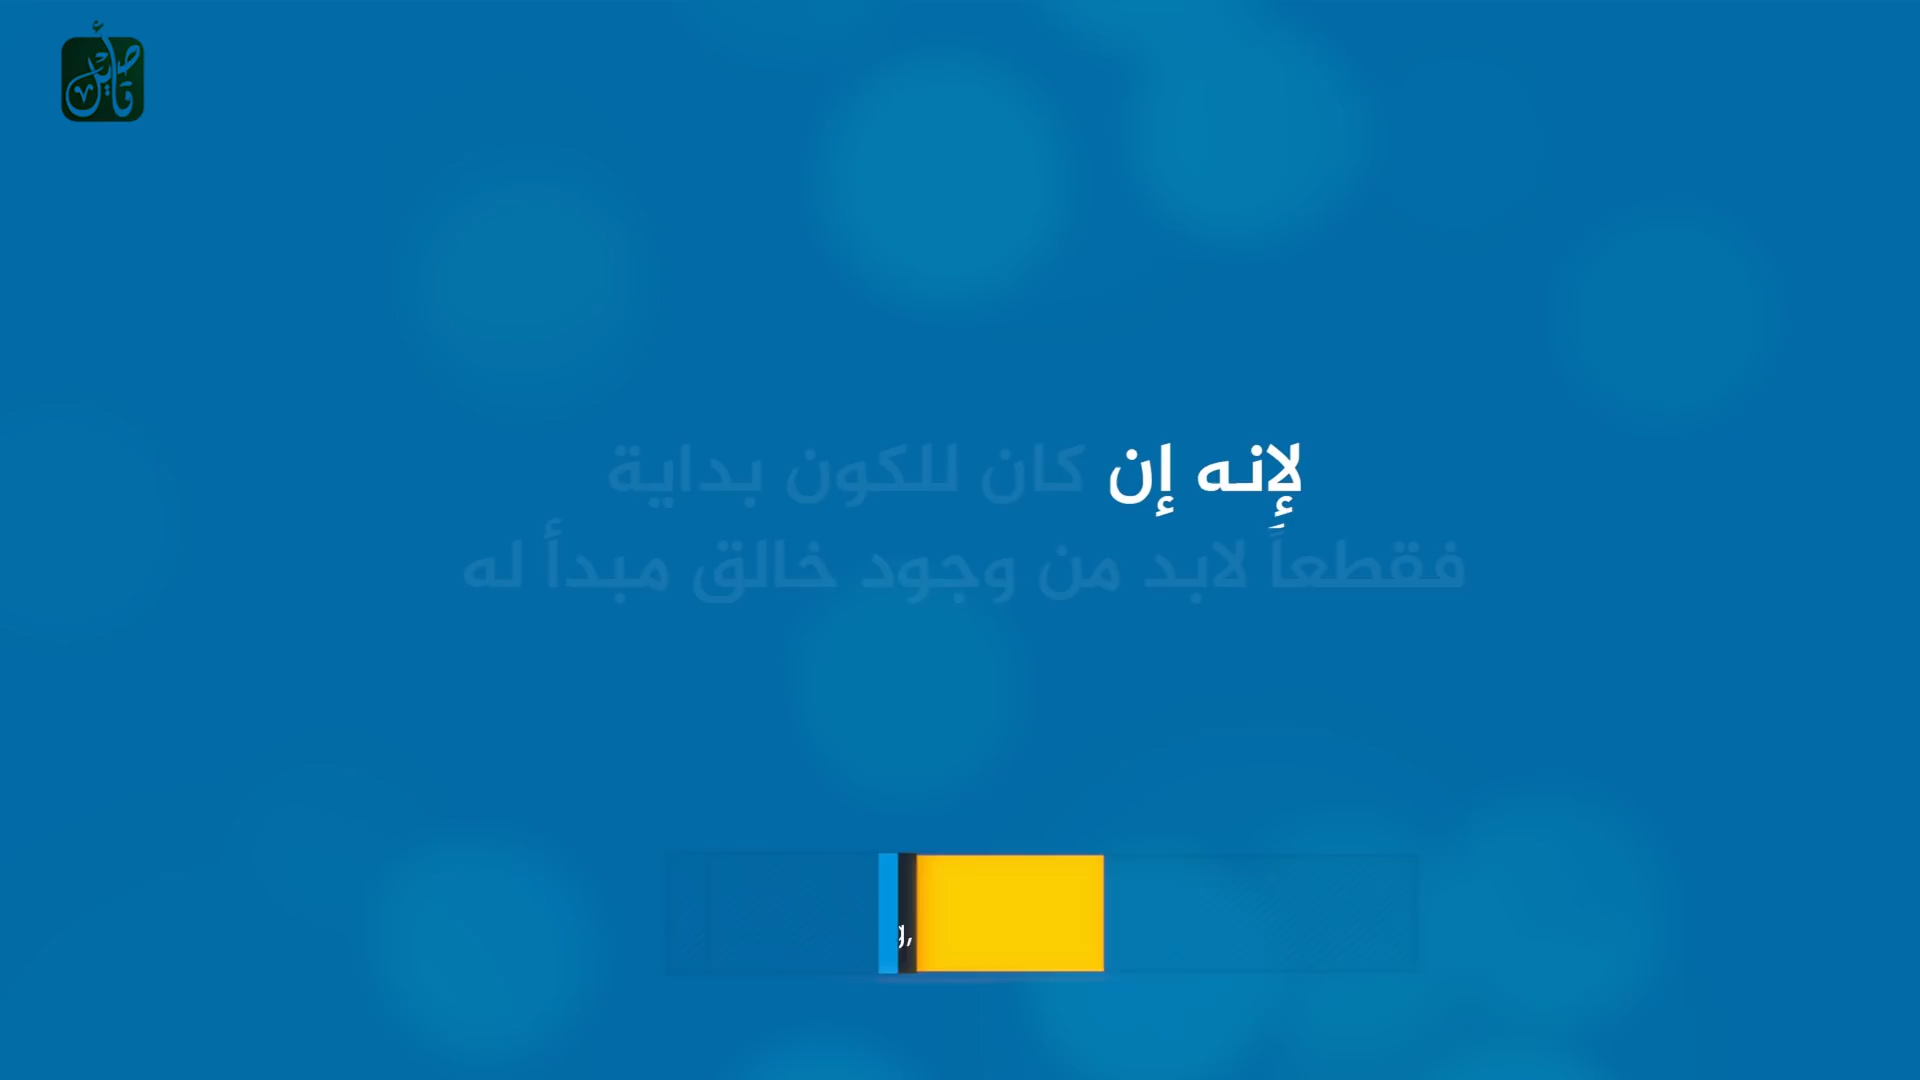 لإنه إن كان للكون بداية
فقطعاً لابد من وجود خالق مبدأ له
g,